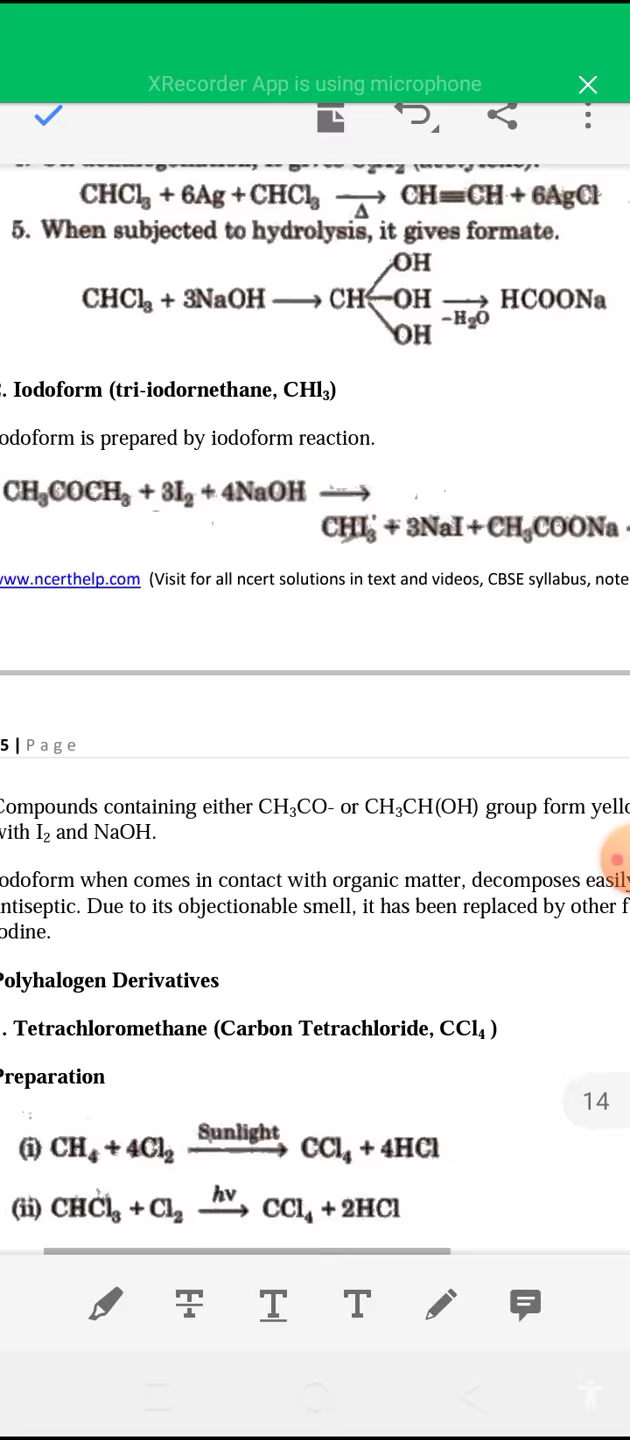 XRecorder App is using microphone
CHCl₃ + 6Ag + CHCl₃ →Δ CH≡CH + 6AgCl
5. When subjected to hydrolysis, it gives formate.
OH
CHCl₃ + 3NaOH → CH–OH → HCOONa
–H₂O
OH
. Iodoform (tri-iodornethane, CHI₃)
odoform is prepared by iodoform reaction.
CH₃COCH₃ + 3I₂ + 4NaOH →
CHI₃ + 3NaI + CH₃COONa
www.ncerthelp.com (Visit for all ncert solutions in text and videos, CBSE syllabus, note
5 | Page
Compounds containing either CH₃CO- or CH₃CH(OH) group form yello
with I₂ and NaOH.
odoform when comes in contact with organic matter, decomposes easily
ntiseptic. Due to its objectionable smell, it has been replaced by other f
odine.
Polyhalogen Derivatives
. Tetrachloromethane (Carbon Tetrachloride, CCl₄ )
Preparation
14
(i) CH₄ + 4Cl₂ Sunlight→ CCl₄ + 4HCl
(ii) CHCl₃ + Cl₂ hν→ CCl₄ + 2HCl